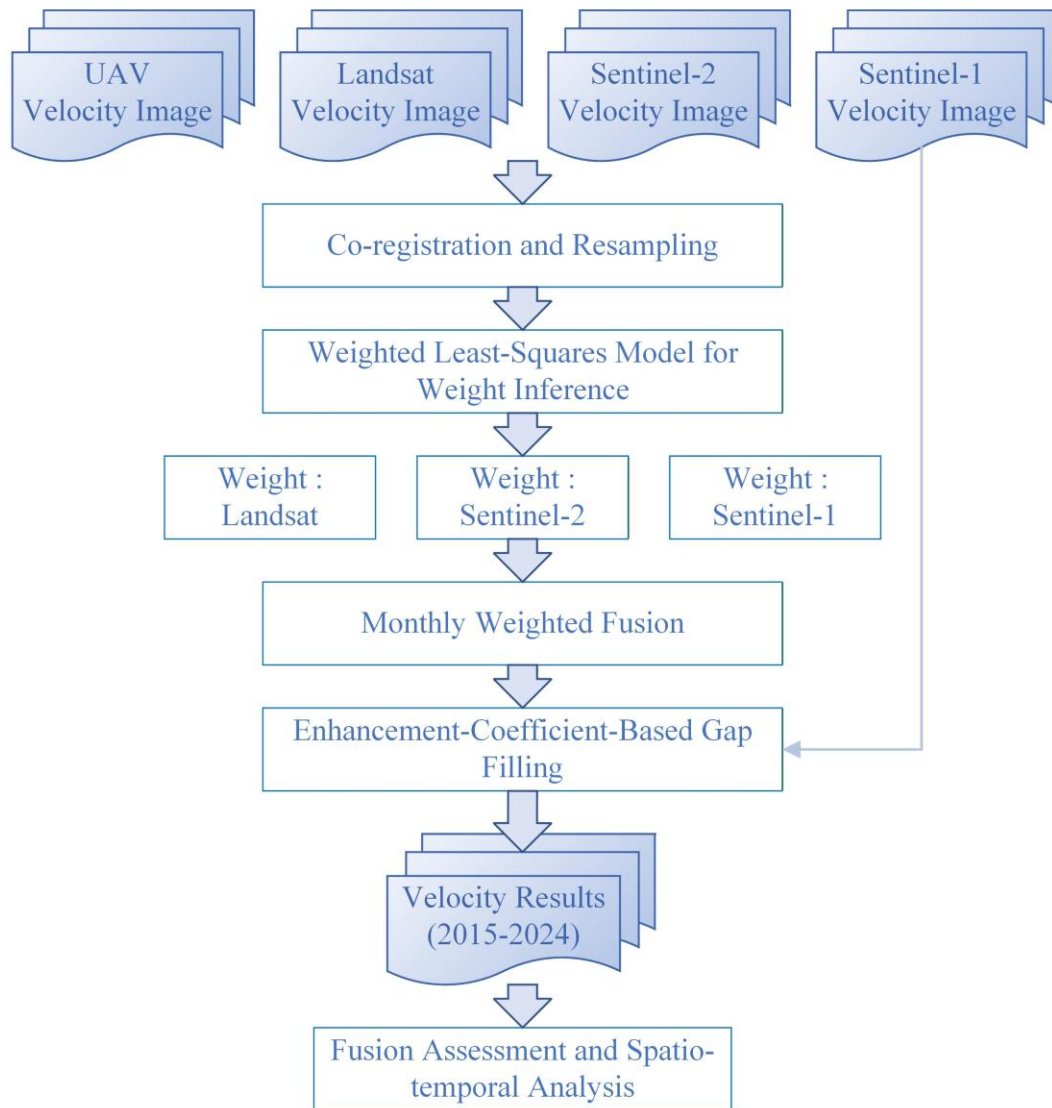 UAV
Velocity Image
Landsat
Velocity Image
Sentinel-2
Velocity Image
Sentinel-1
Velocity Image
Co-registration and Resampling
Weighted Least-Squares Model for
Weight Inference
Weight :
Landsat
Weight :
Sentinel-2
Weight :
Sentinel-1
Monthly Weighted Fusion
Enhancement-Coefficient-Based Gap
Filling
Velocity Results
(2015-2024)
Fusion Assessment and Spatio-
temporal Analysis